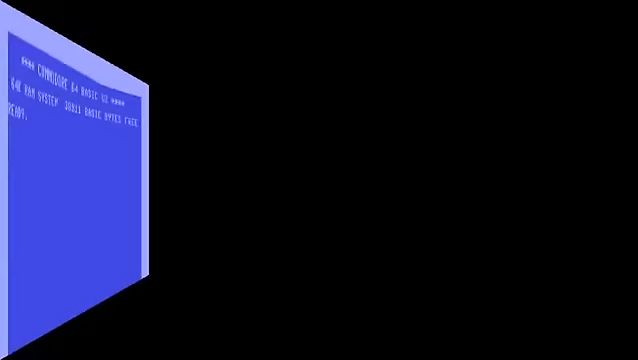 **** COMMODORE 64 BASIC V2 ****
64K RAM SYSTEM 38911 BASIC BYTES FREE
READY.